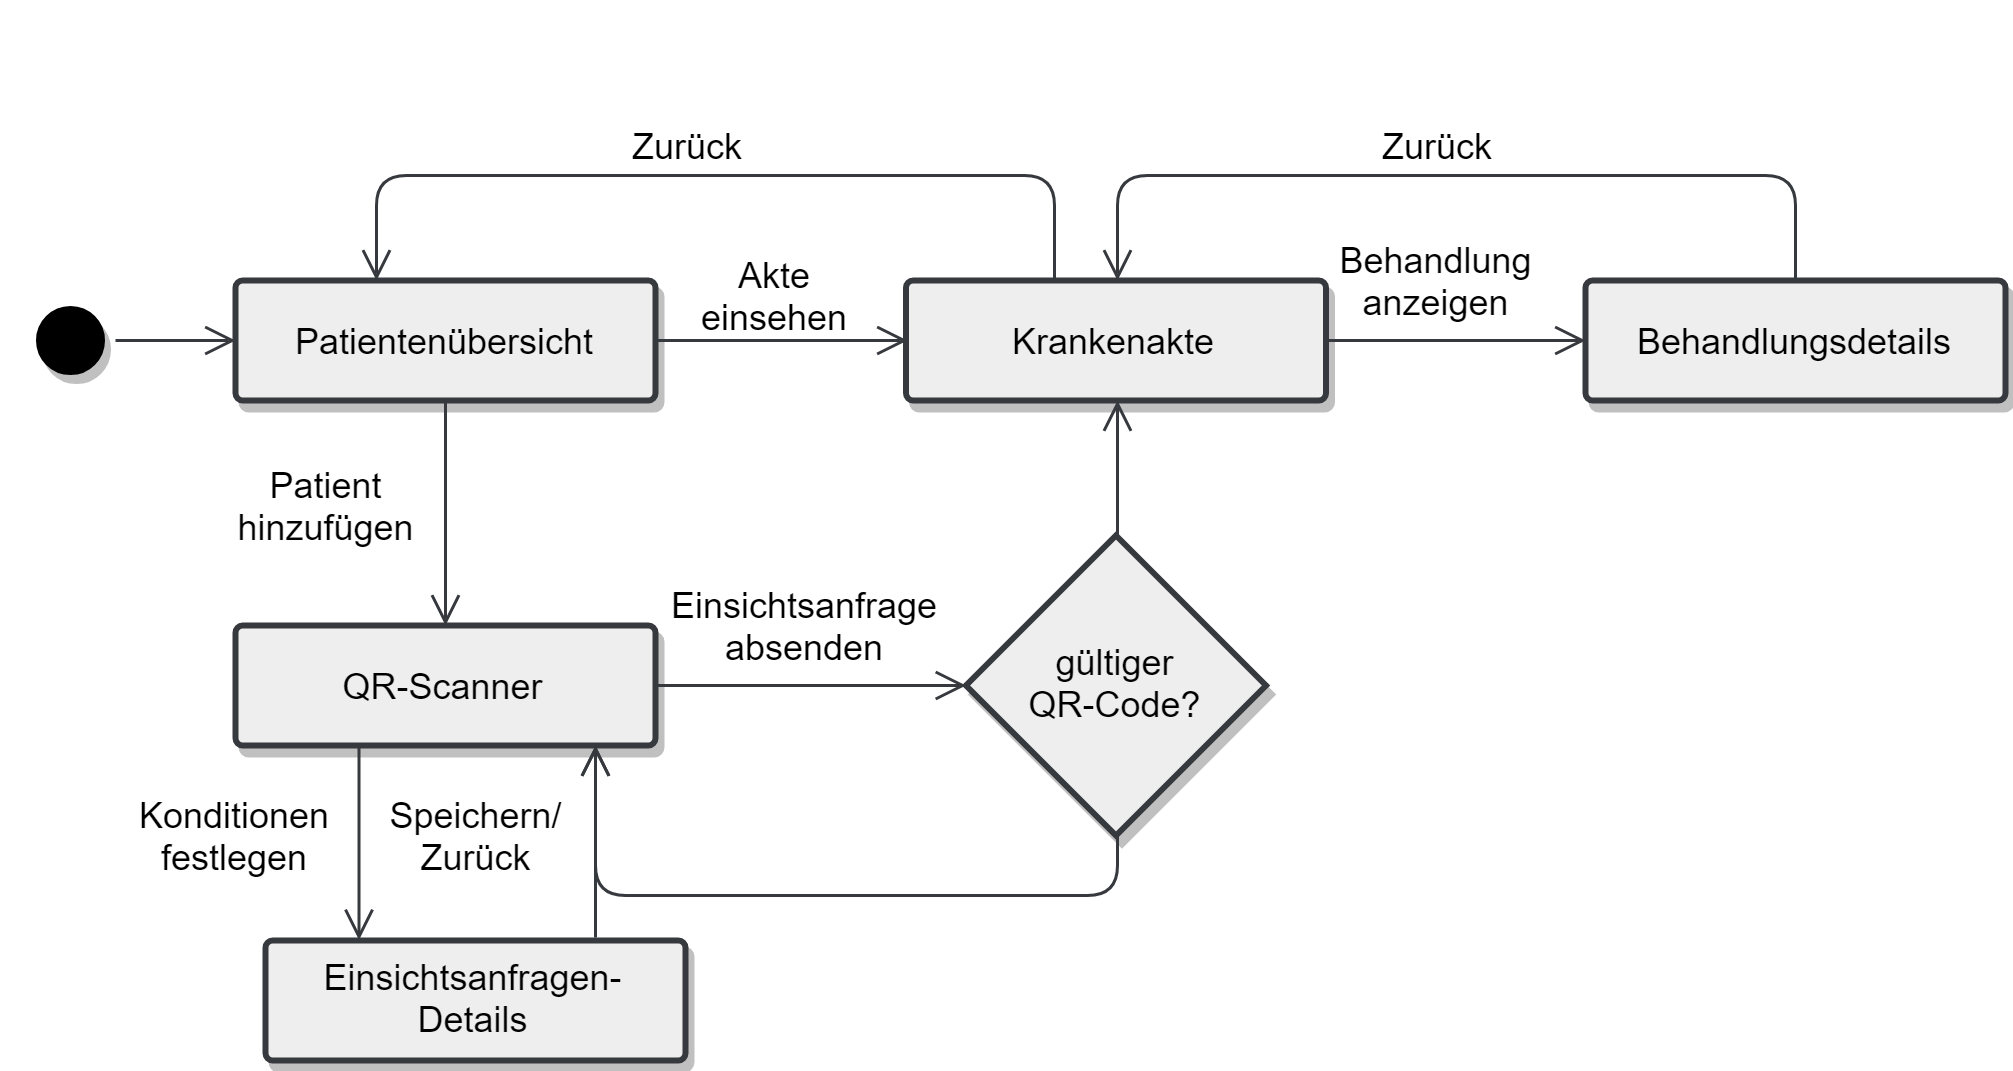 Zurück
Zurück
Akte
einsehen
Behandlung
anzeigen
Patientenübersicht
Krankenakte
Behandlungsdetails
Patient
hinzufügen
Einsichtsanfrage
absenden
QR-Scanner
gültiger
QR-Code?
Konditionen
festlegen
Speichern/
Zurück
Einsichtsanfragen-
Details